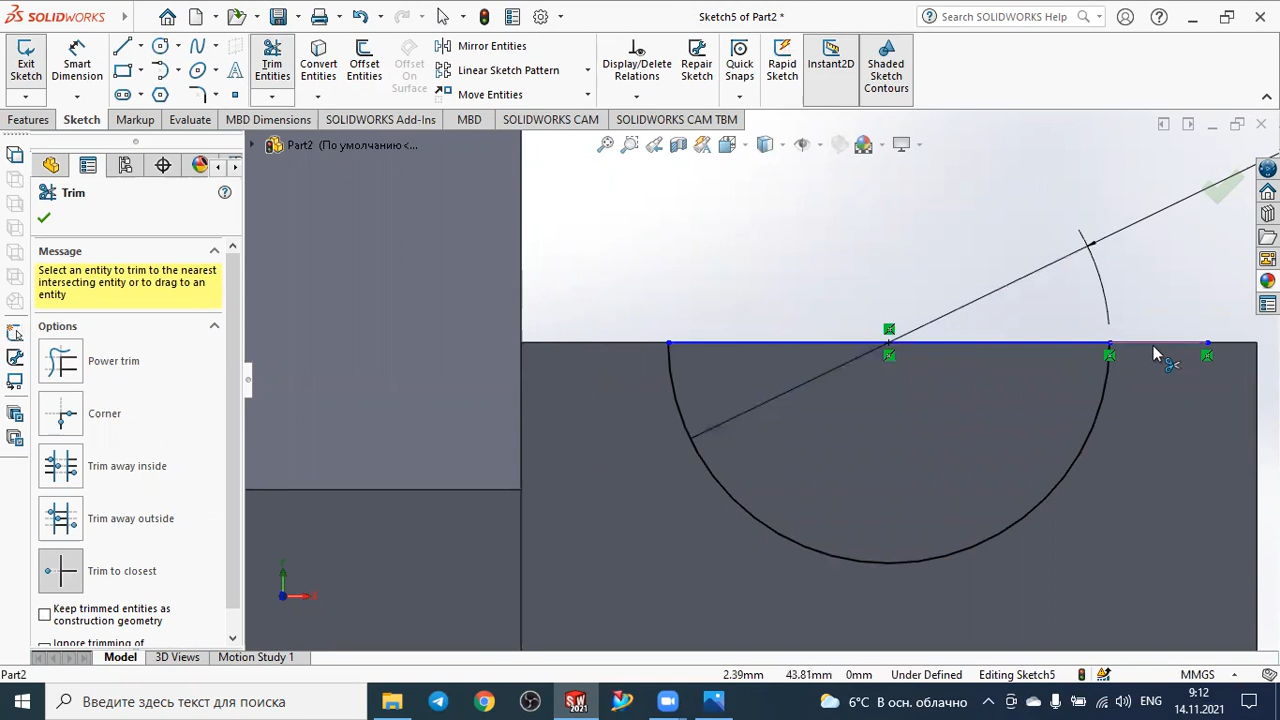 SOLIDWORKS
Sketch5 of Part2 *
Search SOLIDWORKS Help
Exit Sketch
Smart Dimension
Trim Entities
Convert Entities
Offset Entities
Offset On Surface
Mirror Entities
Linear Sketch Pattern
Move Entities
Display/Delete Relations
Repair Sketch
Quick Snaps
Rapid Sketch
Instant2D
Shaded Sketch Contours
Features
Sketch
Markup
Evaluate
MBD Dimensions
SOLIDWORKS Add-Ins
MBD
SOLIDWORKS CAM
SOLIDWORKS CAM TBM
Part2 (По умолчанию <...
Trim
Message
Select an entity to trim to the nearest
intersecting entity or to drag to an
entity
Options
Power trim
Corner
Trim away inside
Trim away outside
Trim to closest
Keep trimmed entities as
construction geometry
Ignore trimming of
Model
3D Views
Motion Study 1
Part2
2.39mm
43.81mm
0mm
Under Defined
Editing Sketch5
MMGS
Введите здесь текст для поиска
SW
2021
6°C В осн. облачно
ENG
9:12
14.11.2021